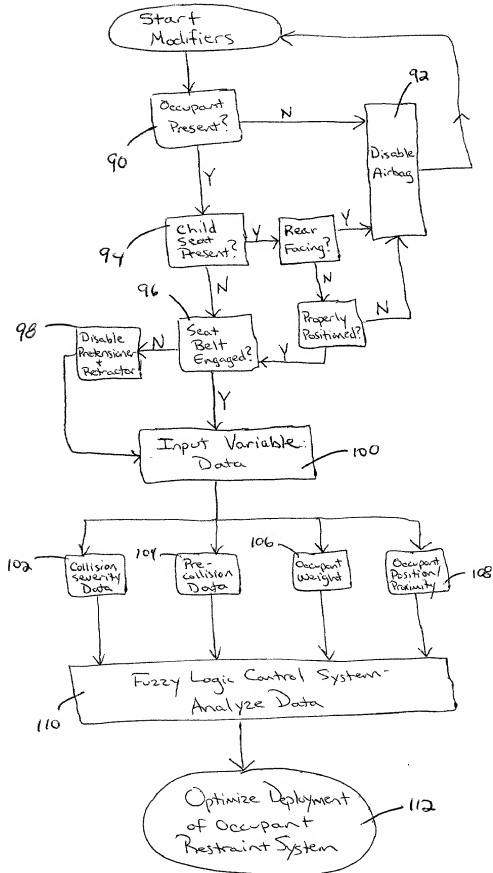 Start
Modifiers
92
Occupant
Present?
N
90
Disable
Airbag
Y
Child
Seat
Present?
Y
Rear
Facing?
Y
94
N
N
96
98
Disable
Pretensioner
+
Retractor
N
Seat
Belt
Engaged?
Y
Properly
Positioned?
N
Y
Input Variable:
Data
100
102
Collision
Severity
Data
104
Pre-
collision
Data
106
Occupant
Weight
Occupant
Position/
Proximity
108
Fuzzy Logic Control System-
Analyze Data
110
Optimize Deployment
of Occupant
Restraint System
112